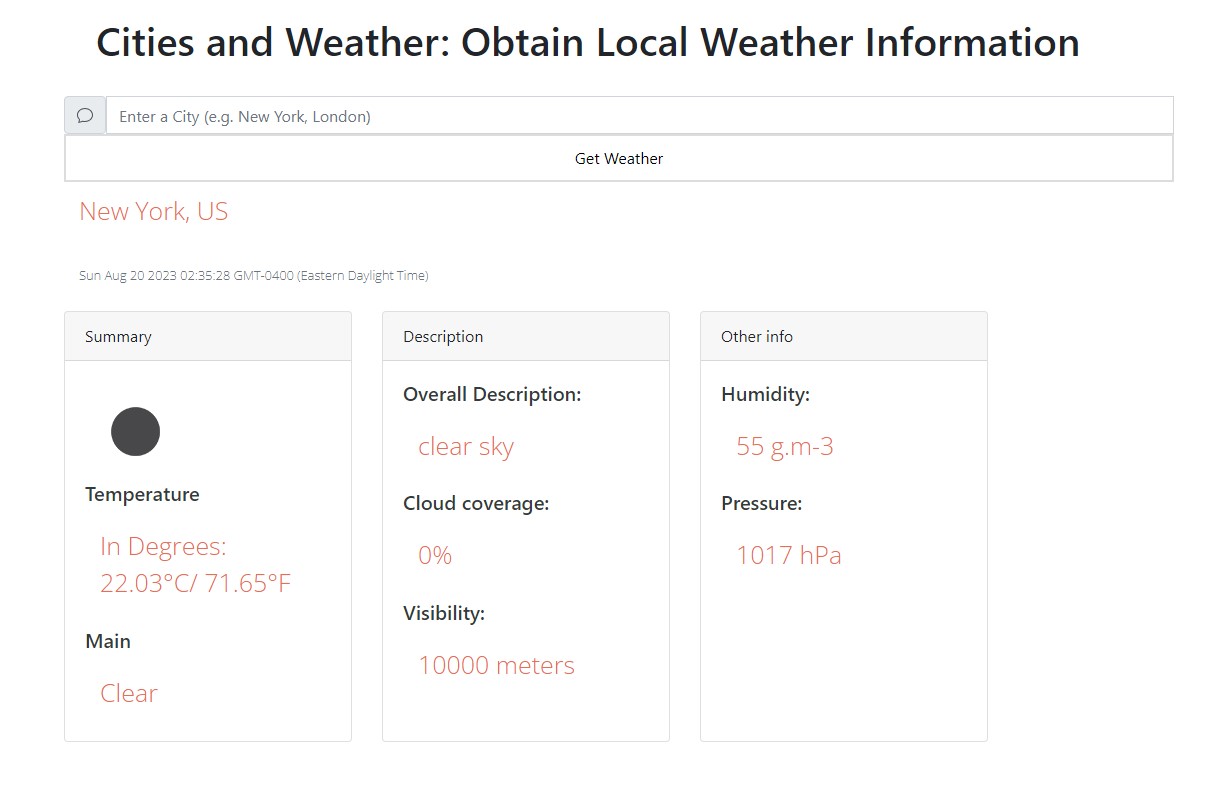 Cities and Weather: Obtain Local Weather Information
Enter a City (e.g. New York, London)
Get Weather
New York, US
Sun Aug 20 2023 02:35:28 GMT-0400 (Eastern Daylight Time)
Summary
Temperature
In Degrees:
22.03°C/ 71.65°F
Main
Clear
Description
Overall Description:
clear sky
Cloud coverage:
0%
Visibility:
10000 meters
Other info
Humidity:
55 g.m-3
Pressure:
1017 hPa